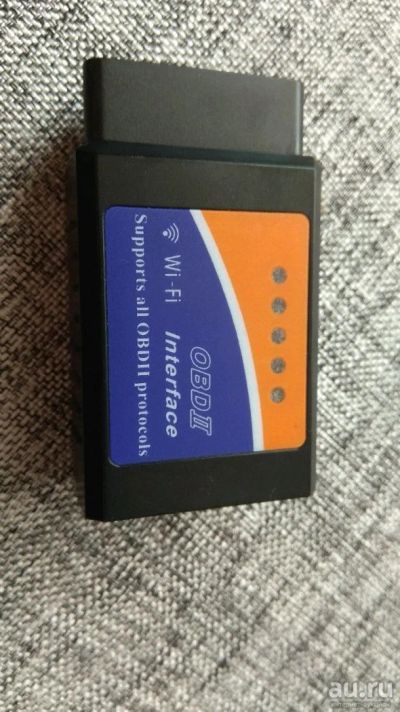 OBDII
Wi-Fi Interface
Supports all OBDII protocols
au.ru